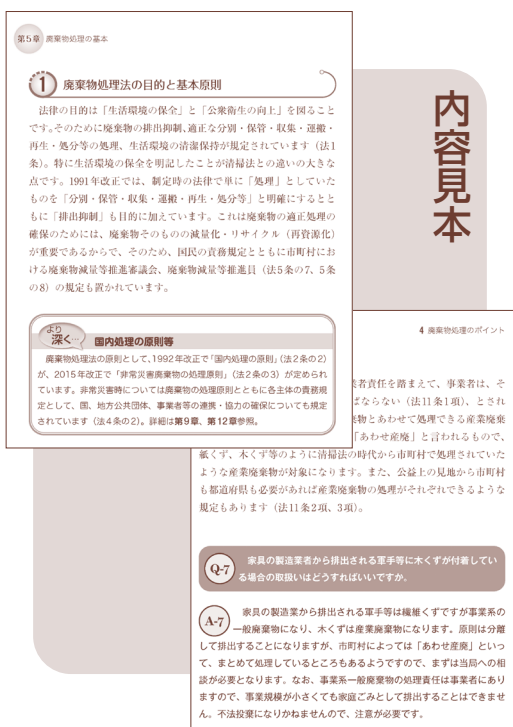 第5章 廃棄物処理の基本
1 廃棄物処理法の目的と基本原則
法律の目的は「生活環境の保全」と「公衆衛生の向上」を図ること
です。そのために廃棄物の排出抑制、適正な分別・保管・収集・運搬・
再生・処分等の処理、生活環境の清潔保持が規定されています（法1
条）。特に生活環境の保全を明記したことが清掃法との違いの大きな
点です。1991年改正では、制定時の法律で単に「処理」としていた
ものを「分別・保管・収集・運搬・再生・処分等」と明確にするとと
もに「排出抑制」も目的に加えています。これは廃棄物の適正処理の
確保のためには、廃棄物そのものの減量化・リサイクル（再資源化）
が重要であるからで、そのため、国民の責務規定とともに市町村にお
ける廃棄物減量等推進審議会、廃棄物減量等推進員（法5条の7、5条
の8）の規定も置かれています。
より
深く… 国内処理の原則等
廃棄物処理法の原則として、1992年改正で「国内処理の原則」（法2条の2）
が、2015年改正で「非常災害廃棄物の処理原則」（法2条の3）が定められ
ています。非常災害時については廃棄物の処理原則とともに各主体の責務規
定として、国、地方公共団体、事業者等の連携・協力の確保についても規定
されています（法4条の2）。詳細は第9章、第12章参照。
内容見本
4 廃棄物処理のポイント
業者責任を踏まえて、事業者は、そ
ばならない（法11条1項）、とされ
棄物とあわせて処理できる産業廃棄
「あわせ産廃」と言われるもので、
紙くず、木くず等のように清掃法の時代から市町村で処理されていた
ような産業廃棄物が対象になります。また、公益上の見地から市町村
も都道府県も必要があれば産業廃棄物の処理がそれぞれできるような
規定もあります（法11条2項、3項）。
Q-7 家具の製造業者から排出される軍手等に木くずが付着してい
る場合の取扱いはどうすればいいですか。
A-7 家具の製造業から排出される軍手等は繊維くずですが事業系の
一般廃棄物になり、木くずは産業廃棄物になります。原則は分離
して排出することになりますが、市町村によっては「あわせ産廃」といっ
て、まとめて処理しているところもあるようですので、まずは当局への相
談が必要となります。なお、事業系一般廃棄物の処理責任は事業者にあり
ますので、事業規模が小さくても家庭ごみとして排出することはできませ
ん。不法投棄になりかねませんので、注意が必要です。